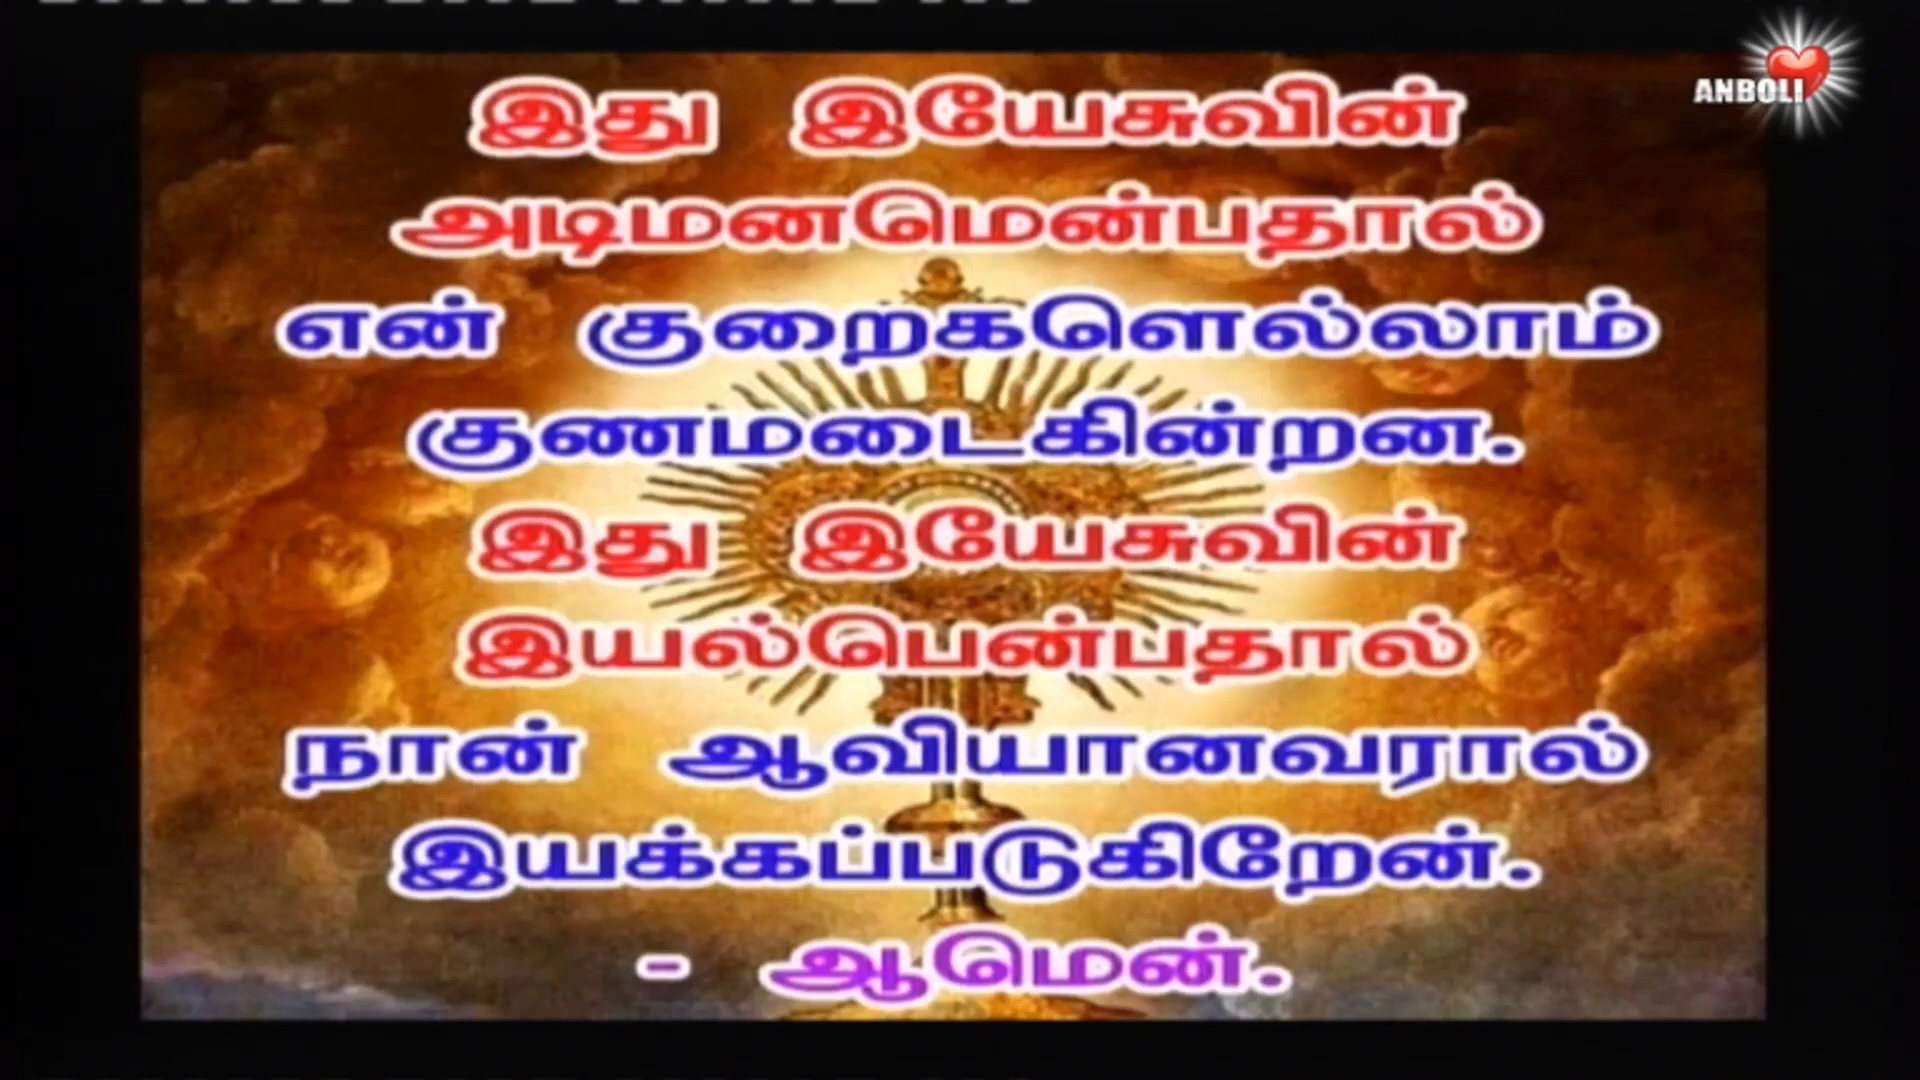 ANBOLI
இது இயேசுவின்
அடிமனமென்பதால்
என் குறைகளெல்லாம்
குணமடைகின்றன.
இது இயேசுவின்
இயல்பென்பதால்
நான் ஆவியானவரால்
இயக்கப்படுகிறேன்.
- ஆமென்.